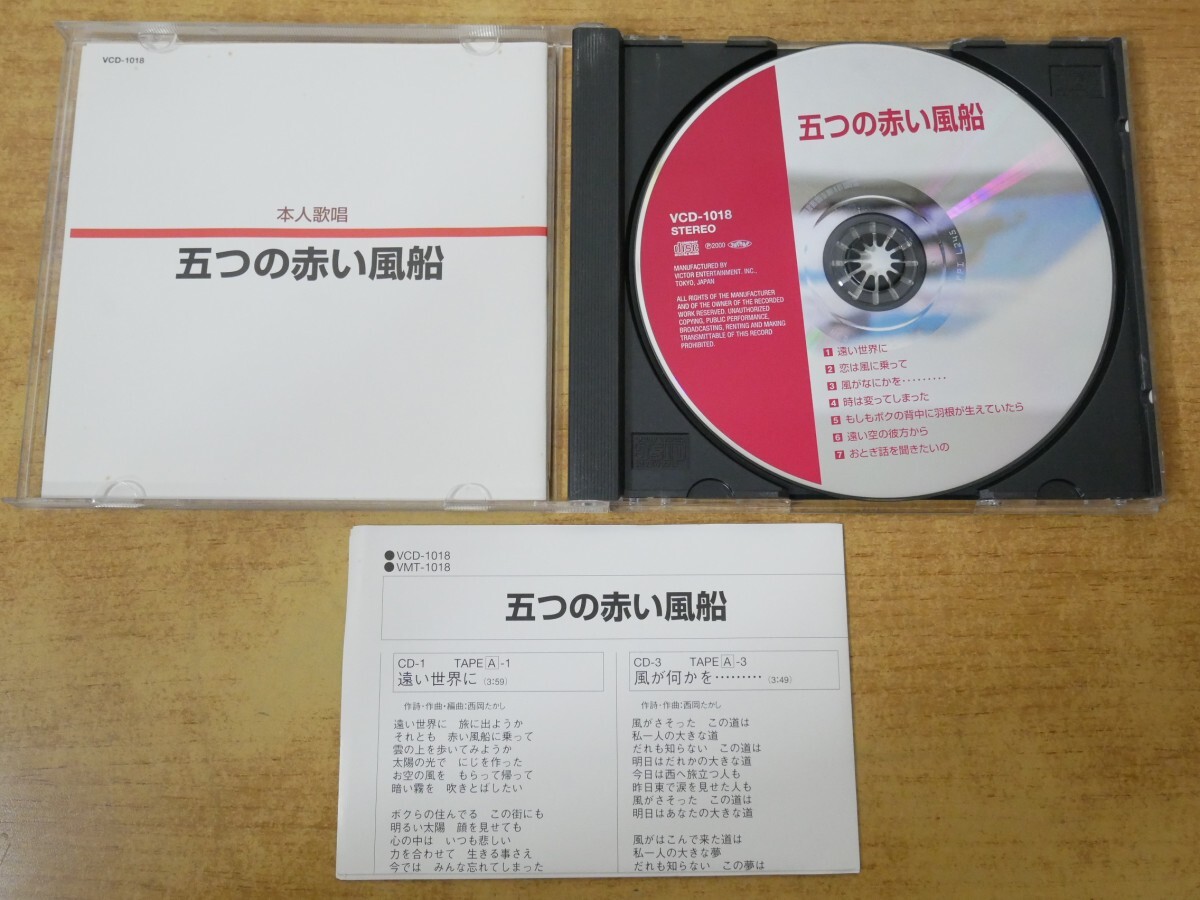 VCD-1018
本人歌唱
五つの赤い風船
五つの赤い風船
VCD-1018
STEREO
℗2000
MANUFACTURED BY
VICTOR ENTERTAINMENT. INC.,
TOKYO, JAPAN
ALL RIGHTS OF THE MANUFACTURER
AND OF THE OWNER OF THE RECORDED
WORK RESERVED. UNAUTHORIZED
COPYING, PUBLIC PERFORMANCE,
BROADCASTING, RENTING AND MAKING
TRANSMITTABLE OF THIS RECORD
PROHIBITED.
1 遠い世界に
2 恋は風に乗って
3 風がなにかを………
4 時は変ってしまった
5 もしもボクの背中に羽根が生えていたら
6 遠い空の彼方から
7 おとぎ話を聞きたいの
●VCD-1018
●VMT-1018
五つの赤い風船
CD-1 TAPE A-1
遠い世界に (3:59)
作詩・作曲・編曲:西岡たかし
遠い世界に 旅に出ようか
それとも 赤い風船に乗って
雲の上を歩いてみようか
太陽の光で にじを作った
お空の風を もらって帰って
暗い霧を 吹きとばしたい
ボクらの住んでる この街にも
明るい太陽 顔を見せても
心の中は いつも悲しい
力を合わせて 生きる事さえ
今では みんな忘れてしまった
CD-3 TAPE A-3
風が何かを……… (3:49)
作詩・作曲:西岡たかし
風がさそった この道は
私一人の大きな道
だれも知らない この道は
明日はだれかの大きな道
今日は西へ旅立つ人も
昨日東で涙を見せた人も
風がさそった この道は
明日はあなたの大きな道
風がはこんで来た道は
私一人の大きな夢
だれも知らない この夢は